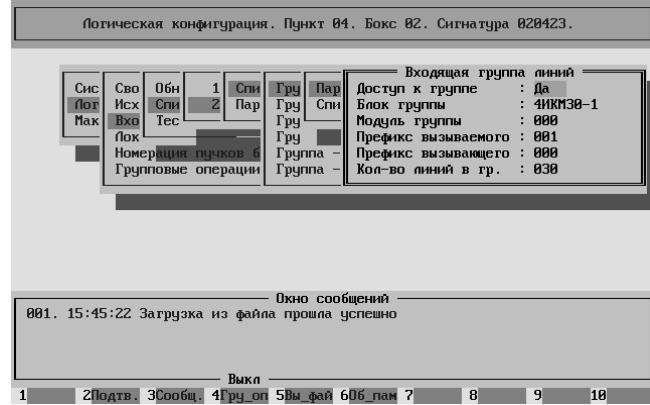 Логическая конфигурация. Пункт 04. Бокс 02. Сигнатура 020423.
Входящая группа линий
Сис Сво Обн 1 Спи Гру Пар Доступ к группе : Да
Лог Исх Спи 2 Пар Гру Спи Блок группы : 4ИКМ30-1
Мак Вхо Тес Гру Модуль группы : 000
Лок Гру Префикс вызываемого : 001
Номерация пучков б Группа - Префикс вызывающего : 000
Групповые операции Группа - Кол-во линий в гр. : 030
Окно сообщений
001. 15:45:22 Загрузка из файла прошла успешно
Выкл
1 2Подтв. 3Сообщ. 4Гру_оп 5Вы_фай 6Об_пам 7 8 9 10